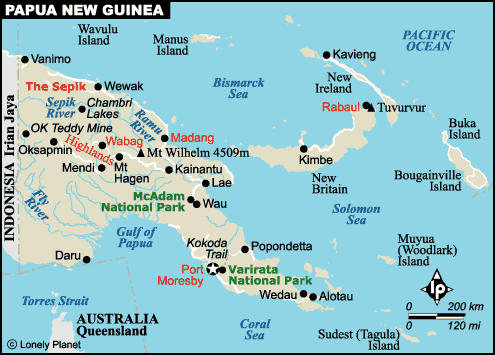 PAPUA NEW GUINEA
Wavulu
Island
Manus
Island
PACIFIC
OCEAN
Vanimo
Kavieng
The Sepik
Wewak
Bismarck
Sea
New
Ireland
Sepik
River
Chambri
Lakes
Ramu
River
Rabaul
Tuvurvur
Buka
Island
OK Teddy Mine
Wabag
Madang
Oksapmin
Highlands
Mt Wilhelm 4509m
Kimbe
Mendi
Mt
Hagen
Kainantu
Lae
New
Britain
Bougainville
Island
INDONESIA Irian Jaya
Fly
River
McAdam
National Park
Wau
Solomon
Sea
Gulf of
Papua
Kokoda
Trail
Popondetta
Muyua
(Woodlark)
Island
Daru
Port
Moresby
Varirata
National Park
Wedau
Alotau
lp
0
200 km
0
120 mi
Torres Strait
AUSTRALIA
Queensland
Coral
Sea
Sudest (Tagula)
Island
© Lonely Planet